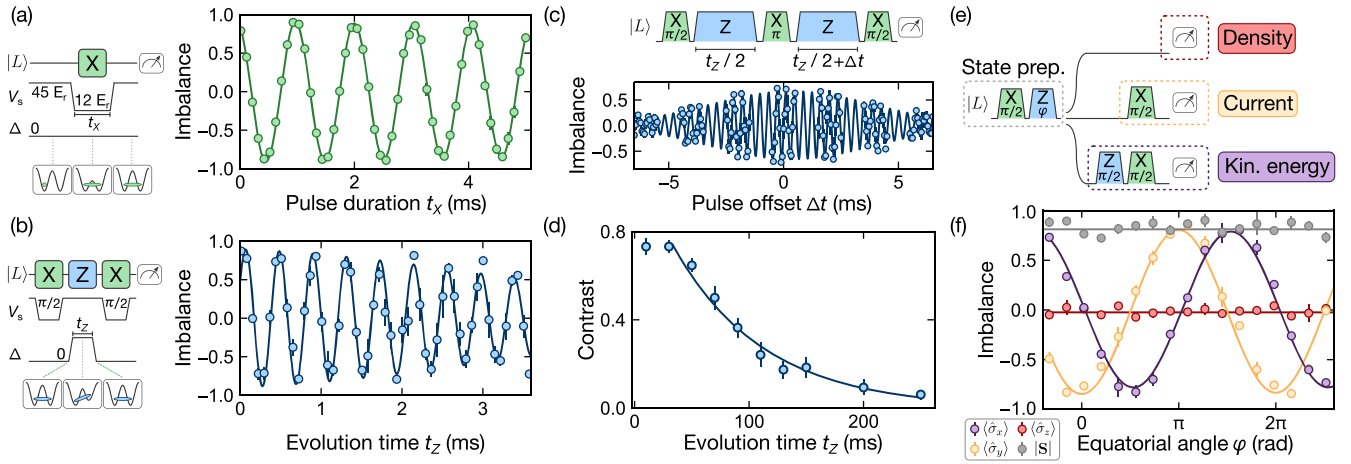 (a)
|L⟩
X
V_s
45 E_r
12 E_r
t_X
Δ
0
Imbalance
1.0
0.5
0.0
−0.5
−1.0
0
2
4
Pulse duration t_X (ms)
(b)
|L⟩
X
Z
X
V_s
π/2
π/2
t_Z
Δ
0
Imbalance
1.0
0.5
0.0
−0.5
−1.0
0
1
2
3
Evolution time t_Z (ms)
(c)
|L⟩
X
π/2
Z
X
π
Z
X
π/2
t_Z / 2
t_Z / 2+Δt
Imbalance
0.5
0.0
−0.5
−5
0
5
Pulse offset Δt (ms)
(d)
Contrast
0.8
0.4
0.0
0
100
200
Evolution time t_Z (ms)
(e)
State prep.
|L⟩
X
π/2
Z
φ
Density
X
π/2
Current
Z
π/2
X
π/2
Kin. energy
(f)
Imbalance
1.0
0.5
0.0
−0.5
−1.0
0
π
2π
Equatorial angle φ (rad)
⟨σ̂_x⟩
⟨σ̂_z⟩
⟨σ̂_y⟩
|S|